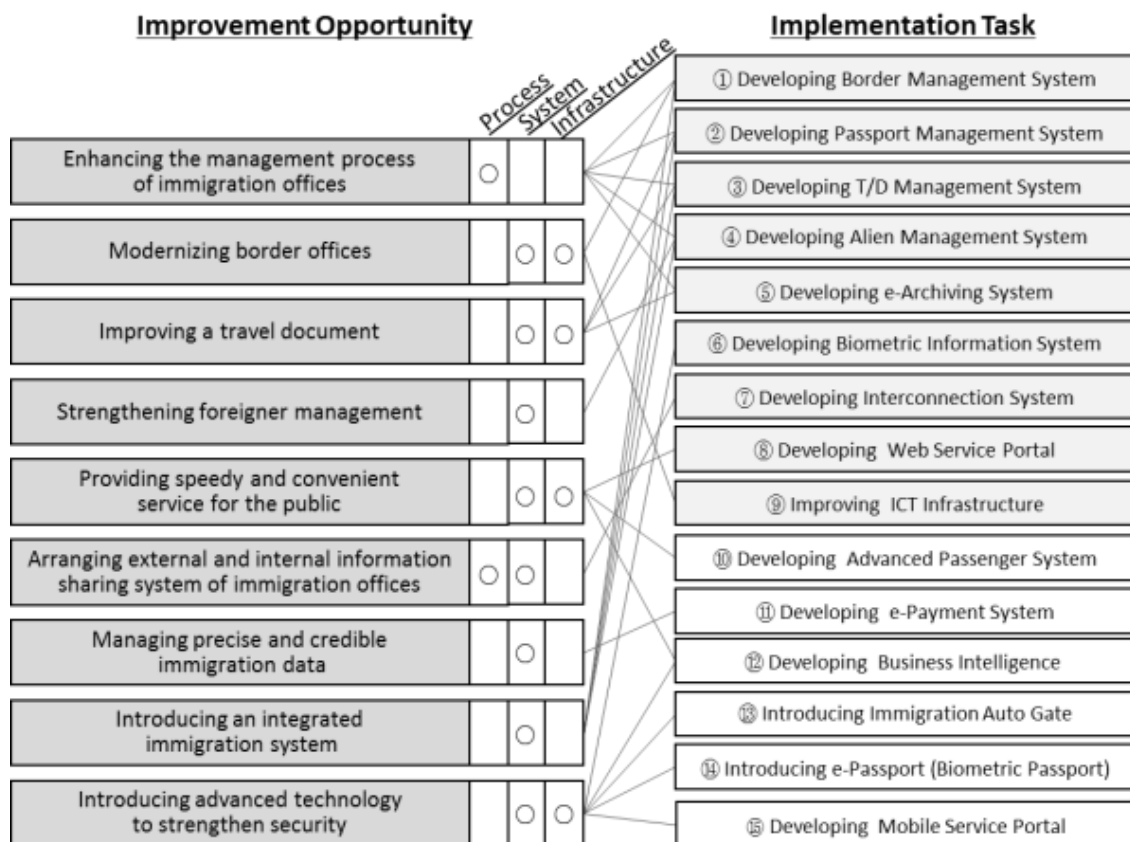 Improvement Opportunity
Implementation Task
Process
System
Infrastructure
Enhancing the management process
of immigration offices
Modernizing border offices
Improving a travel document
Strengthening foreigner management
Providing speedy and convenient
service for the public
Arranging external and internal information
sharing system of immigration offices
Managing precise and credible
immigration data
Introducing an integrated
immigration system
Introducing advanced technology
to strengthen security
① Developing Border Management System
② Developing Passport Management System
③ Developing T/D Management System
④ Developing Alien Management System
⑤ Developing e-Archiving System
⑥ Developing Biometric Information System
⑦ Developing Interconnection System
⑧ Developing Web Service Portal
⑨ Improving ICT Infrastructure
⑩ Developing Advanced Passenger System
⑪ Developing e-Payment System
⑫ Developing Business Intelligence
⑬ Introducing Immigration Auto Gate
⑭ Introducing e-Passport (Biometric Passport)
⑮ Developing Mobile Service Portal